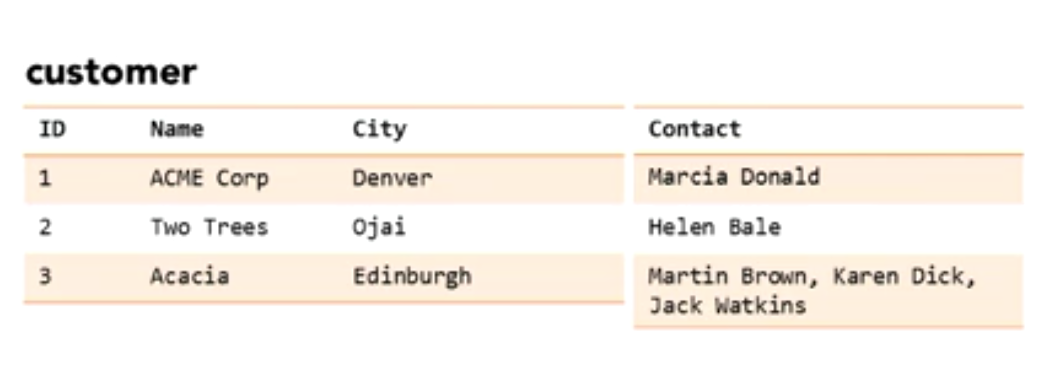 customer
ID Name City Contact
1 ACME Corp Denver Marcia Donald
2 Two Trees Ojai Helen Bale
3 Acacia Edinburgh Martin Brown, Karen Dick,
Jack Watkins